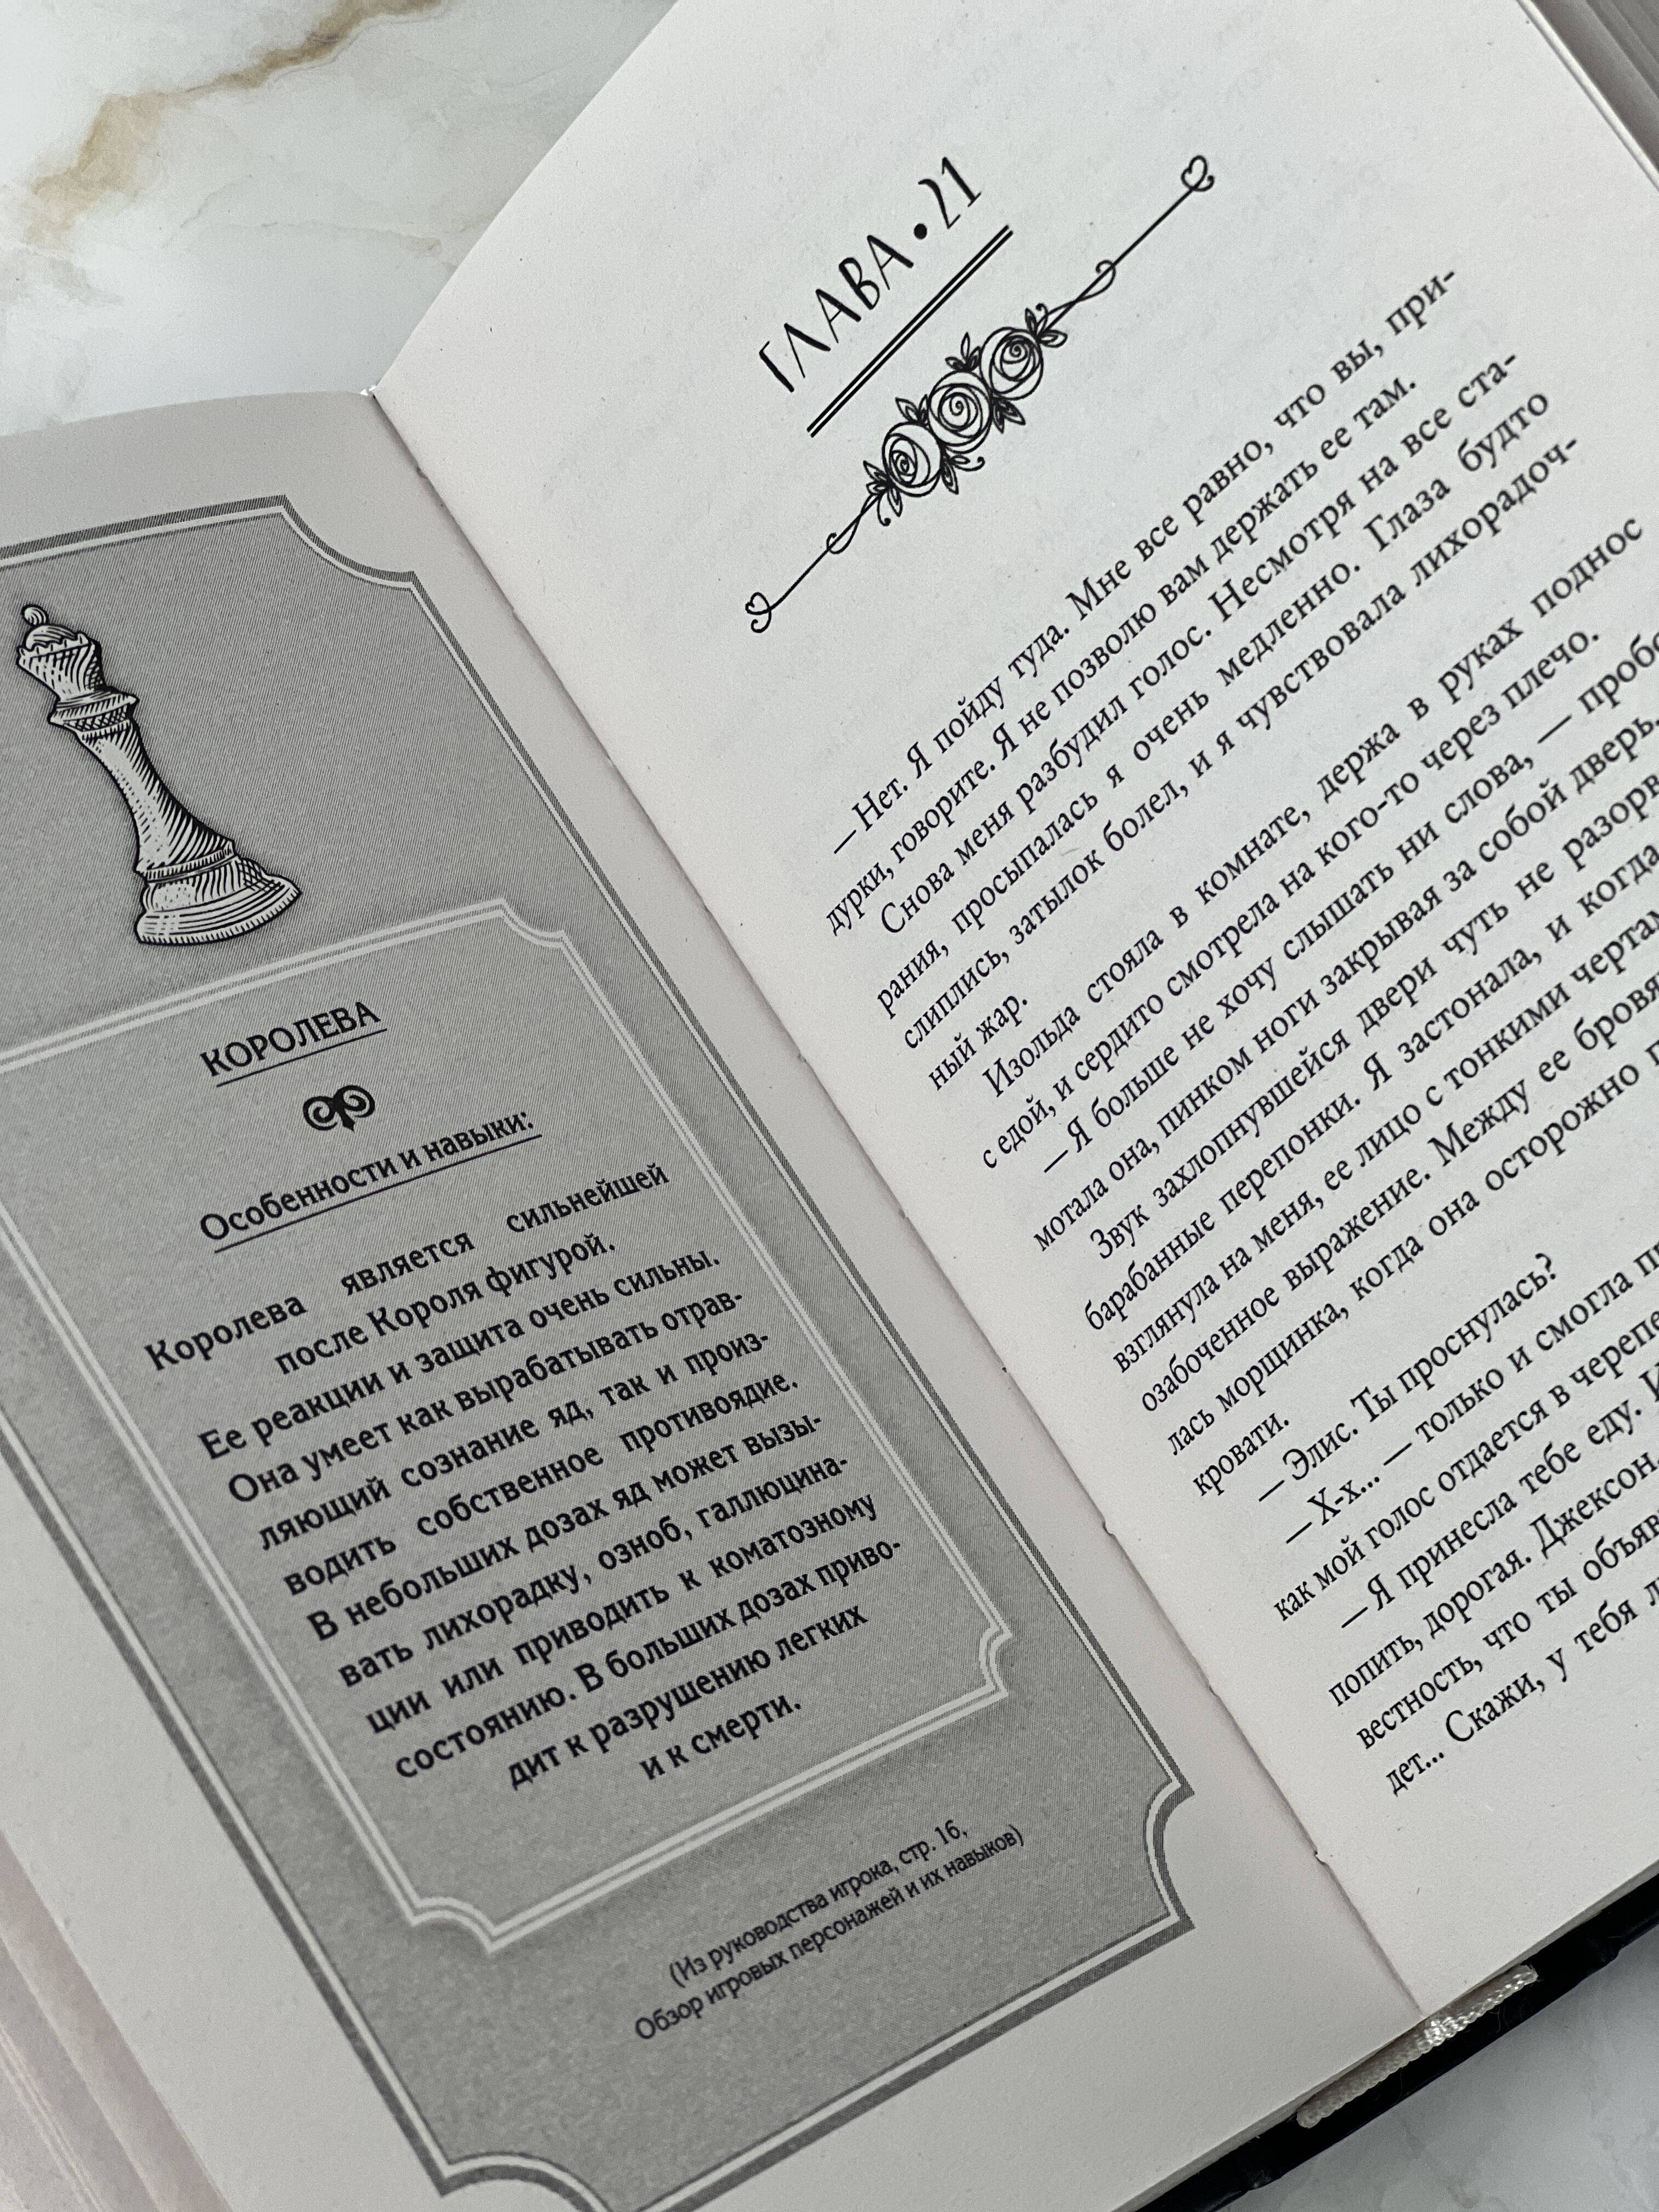 КОРОЛЕВА
Особенности и навыки:
Королева является сильнейшей
после Короля фигурой.
Ее реакции и защита очень сильны.
Она умеет как вырабатывать отрав-
ляющий сознание яд, так и произ-
водить собственное противоядие.
В небольших дозах яд может вызы-
вать лихорадку, озноб, галлюцина-
ции или приводить к коматозному
состоянию. В больших дозах приво-
дит к разрушению легких
и к смерти.
(Из руководства игрока, стр. 16,
Обзор игровых персонажей и их навыков)
ГЛАВА • 21
— Нет. Я пойду туда. Мне все равно, что вы, при-
дурки, говорите. Я не позволю вам держать ее там.
Снова меня разбудил голос. Несмотря на все ста-
рания, просыпалась я очень медленно. Глаза будто
слиплись, затылок болел, и я чувствовала лихорадоч-
ный жар.
Изольда стояла в комнате, держа в руках поднос
с едой, и сердито смотрела на кого-то через плечо.
— Я больше не хочу слышать ни слова, —
мотала она, пинком ноги закрывая за собой дверь.
Звук захлопнувшейся двери чуть не
барабанные перепонки. Я застонала, и когда
взглянула на меня, ее лицо с тонкими
озабоченное выражение. Между ее
лась морщинка, когда она осторожно
кровати.
— Элис. Ты проснулась?
— Х-х... — только и смогла
как мой голос отдается в
— Я принесла тебе еду.
попить, дорогая. Джексон
вестность, что ты
дет... Скажи, у тебя